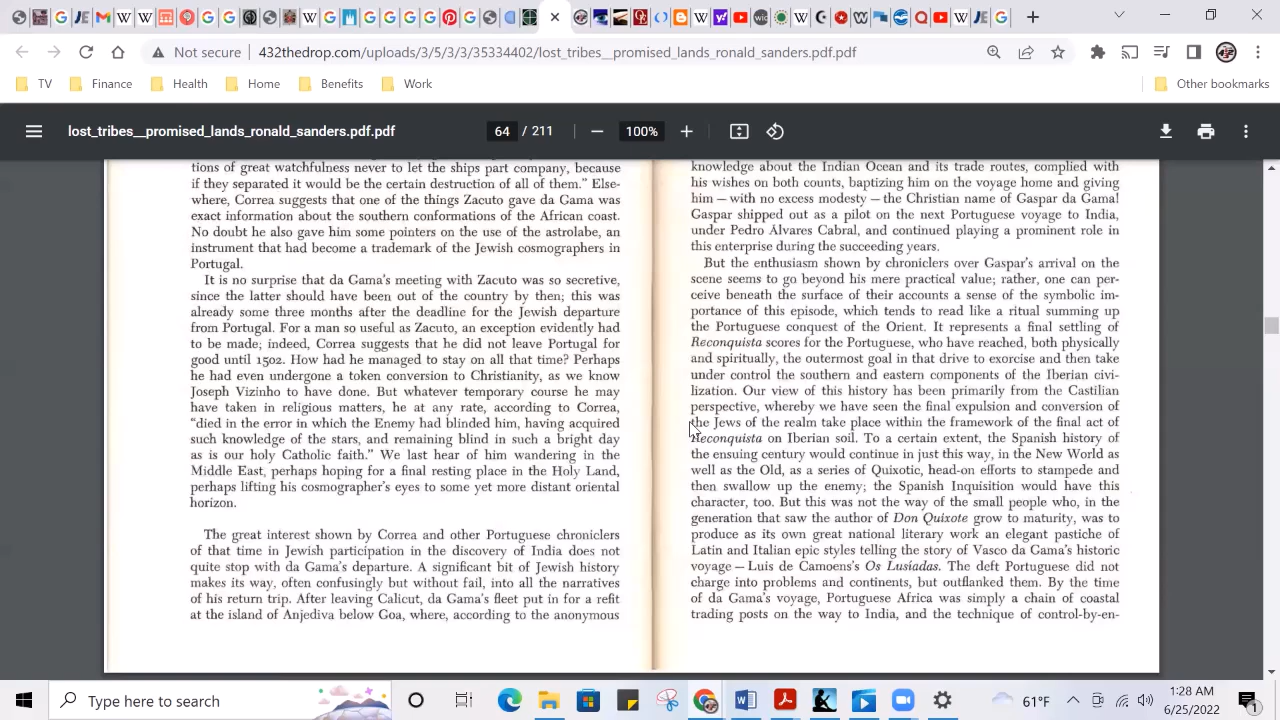 Not secure
432thedrop.com/uploads/3/5/3/3/35334402/lost_tribes__promised_lands_ronald_sanders.pdf.pdf
TV
Finance
Health
Home
Benefits
Work
Other bookmarks
lost_tribes__promised_lands_ronald_sanders.pdf.pdf
64 / 211
100%
tions of great watchfulness never to let the ships part company, because
if they separated it would be the certain destruction of all of them." Else-
where, Correa suggests that one of the things Zacuto gave da Gama was
exact information about the southern conformations of the African coast.
No doubt he also gave him some pointers on the use of the astrolabe, an
instrument that had become a trademark of the Jewish cosmographers in
Portugal.
It is no surprise that da Gama's meeting with Zacuto was so secretive,
since the latter should have been out of the country by then; this was
already some three months after the deadline for the Jewish departure
from Portugal. For a man so useful as Zacuto, an exception evidently had
to be made; indeed, Correa suggests that he did not leave Portugal for
good until 1502. How had he managed to stay on all that time? Perhaps
he had even undergone a token conversion to Christianity, as we know
Joseph Vizinho to have done. But whatever temporary course he may
have taken in religious matters, he at any rate, according to Correa,
"died in the error in which the Enemy had blinded him, having acquired
such knowledge of the stars, and remaining blind in such a bright day
as is our holy Catholic faith." We last hear of him wandering in the
Middle East, perhaps hoping for a final resting place in the Holy Land,
perhaps lifting his cosmographer's eyes to some yet more distant oriental
horizon.
The great interest shown by Correa and other Portuguese chroniclers
of that time in Jewish participation in the discovery of India does not
quite stop with da Gama's departure. A significant bit of Jewish history
makes its way, often confusingly but without fail, into all the narratives
of his return trip. After leaving Calicut, da Gama's fleet put in for a refit
at the island of Anjediva below Goa, where, according to the anonymous
knowledge about the Indian Ocean and its trade routes, complied with
his wishes on both counts, baptizing him on the voyage home and giving
him — with no excess modesty — the Christian name of Gaspar da Gama!
Gaspar shipped out as a pilot on the next Portuguese voyage to India,
under Pedro Álvares Cabral, and continued playing a prominent role in
this enterprise during the succeeding years.
But the enthusiasm shown by chroniclers over Gaspar's arrival on the
scene seems to go beyond his mere practical value; rather, one can per-
ceive beneath the surface of their accounts a sense of the symbolic im-
portance of this episode, which tends to read like a ritual summing up
the Portuguese conquest of the Orient. It represents a final settling of
Reconquista scores for the Portuguese, who have reached, both physically
and spiritually, the outermost goal in that drive to exorcise and then take
under control the southern and eastern components of the Iberian civi-
lization. Our view of this history has been primarily from the Castilian
perspective, whereby we have seen the final expulsion and conversion of
the Jews of the realm take place within the framework of the final act of
Reconquista on Iberian soil. To a certain extent, the Spanish history of
the ensuing century would continue in just this way, in the New World as
well as the Old, as a series of Quixotic, head-on efforts to stampede and
then swallow up the enemy; the Spanish Inquisition would have this
character, too. But this was not the way of the small people who, in the
generation that saw the author of Don Quixote grow to maturity, was to
produce as its own great national literary work an elegant pastiche of
Latin and Italian epic styles telling the story of Vasco da Gama's historic
voyage — Luis de Camoens's Os Lusíadas. The deft Portuguese did not
charge into problems and continents, but outflanked them. By the time
of da Gama's voyage, Portuguese Africa was simply a chain of coastal
trading posts on the way to India, and the technique of control-by-en-
Type here to search
61°F
1:28 AM
6/25/2022